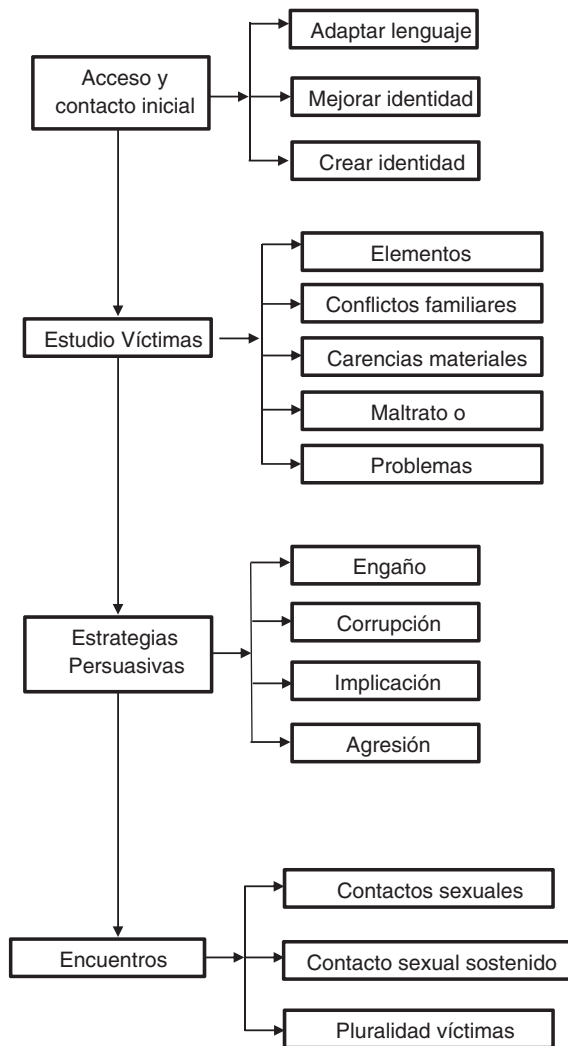 Acceso y
contacto inicial
Adaptar lenguaje
Mejorar identidad
Crear identidad
Estudio Víctimas
Elementos
Conflictos familiares
Carencias materiales
Maltrato o
Problemas
Estrategias
Persuasivas
Engaño
Corrupción
Implicación
Agresión
Encuentros
Contactos sexuales
Contacto sexual sostenido
Pluralidad víctimas